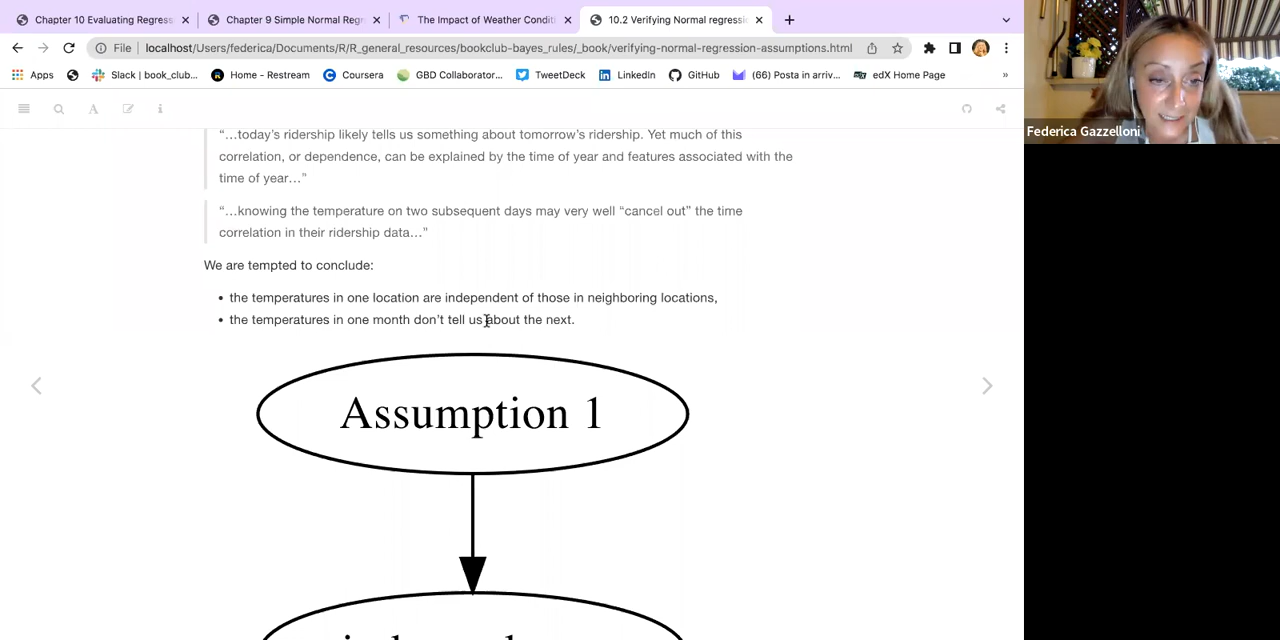 Chapter 10 Evaluating Regress
Chapter 9 Simple Normal Regr
The Impact of Weather Conditi
10.2 Verifying Normal regressi
File
localhost/Users/federica/Documents/R/R_general_resources/bookclub-bayes_rules/_book/verifying-normal-regression-assumptions.html
Apps
Slack | book_club...
Home - Restream
Coursera
GBD Collaborator...
TweetDeck
LinkedIn
GitHub
(66) Posta in arriv...
edX Home Page
»
Federica Gazzelloni
“…today’s ridership likely tells us something about tomorrow’s ridership. Yet much of this
correlation, or dependence, can be explained by the time of year and features associated with the
time of year…”
“…knowing the temperature on two subsequent days may very well “cancel out” the time
correlation in their ridership data…”
We are tempted to conclude:
• the temperatures in one location are independent of those in neighboring locations,
• the temperatures in one month don’t tell us about the next.
Assumption 1